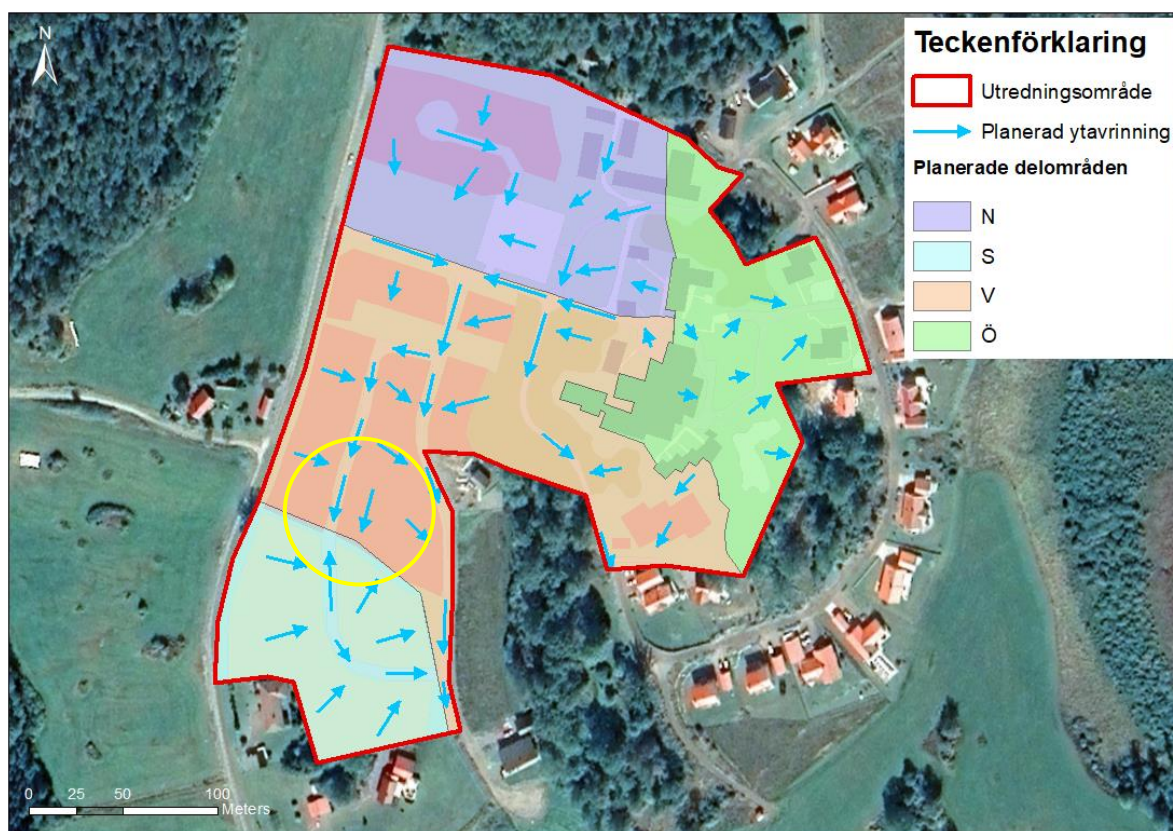 N
Teckenförklaring
Utredningsområde
Planerad ytavrinning
Planerade delområden
N
S
V
Ö
0 25 50 100
Meters